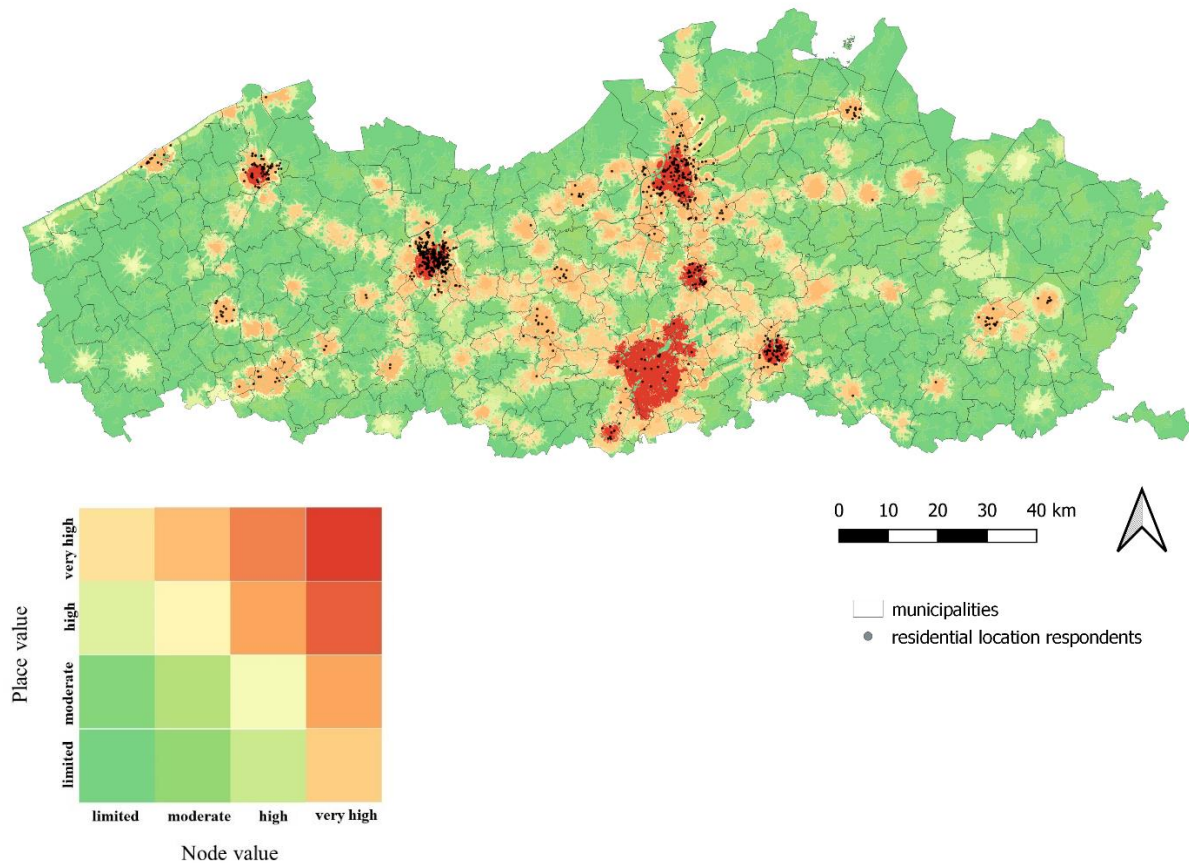 0 10 20 30 40 km
municipalities
residential location respondents
Place value
very high
high
moderate
limited
limited moderate high very high
Node value